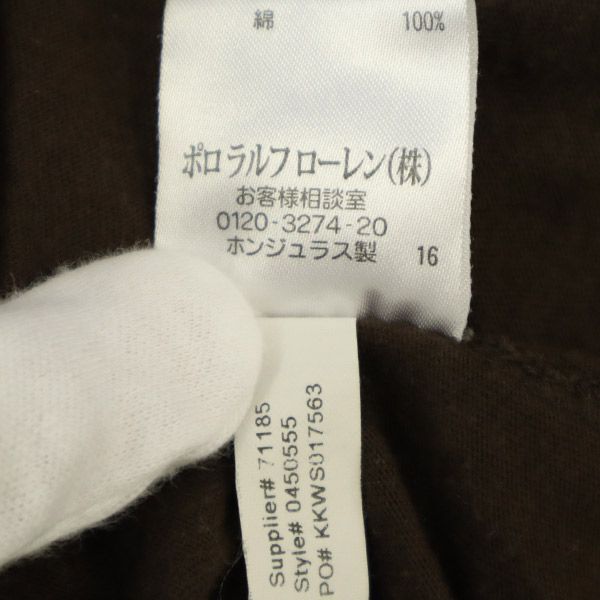 綿 100%
ポロ ラルフ ローレン(株)
お客様相談室
0120-3274-20
ホンジュラス製 16
Supplier# 71185
Style# 0450555
PO# KKWS017563